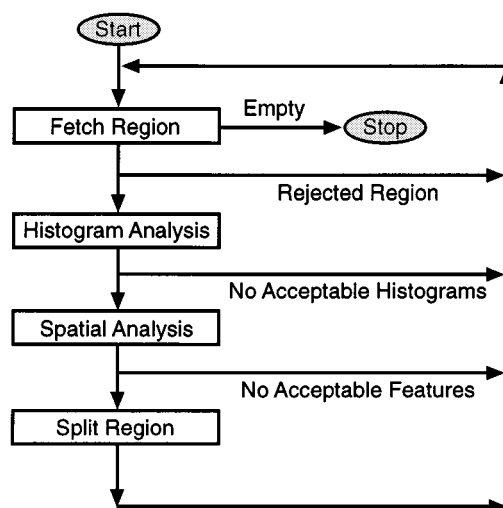 Start
Fetch Region
Empty
Stop
Rejected Region
Histogram Analysis
No Acceptable Histograms
Spatial Analysis
No Acceptable Features
Split Region